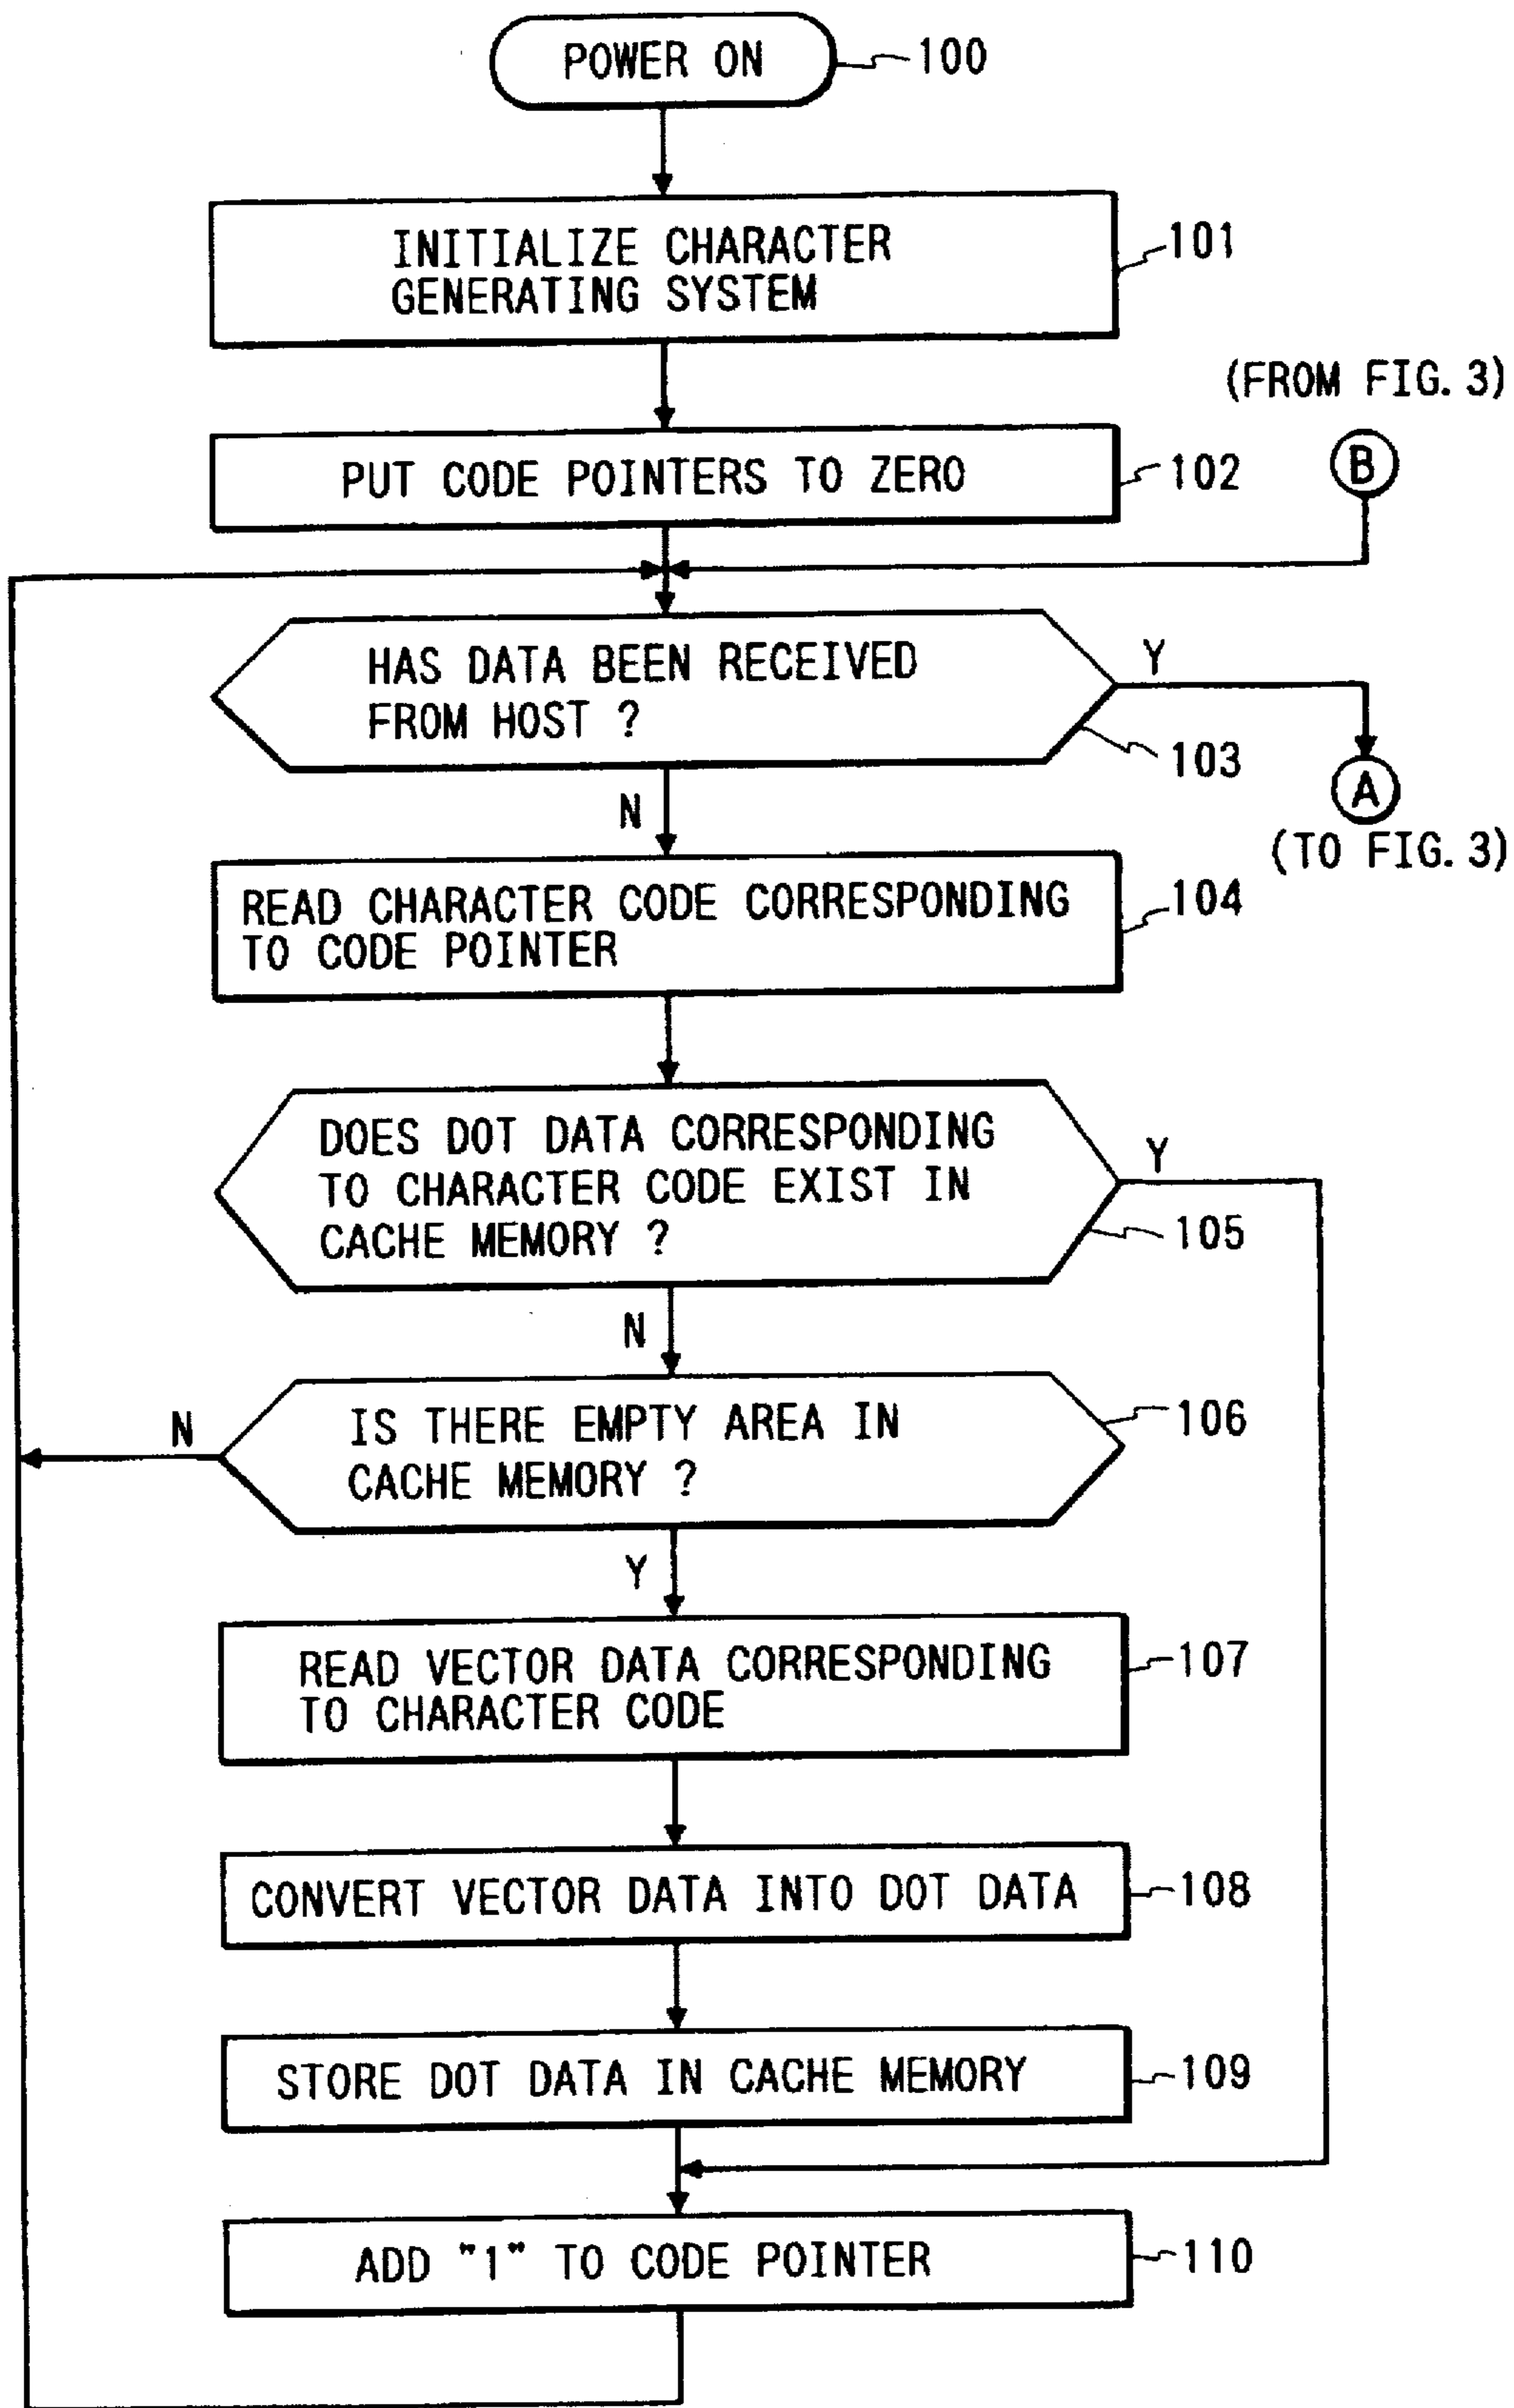 POWER ON
100
INITIALIZE CHARACTER
GENERATING SYSTEM
101
(FROM FIG. 3)
PUT CODE POINTERS TO ZERO
102
B
HAS DATA BEEN RECEIVED
FROM HOST ?
Y
103
A
N
(TO FIG. 3)
READ CHARACTER CODE CORRESPONDING
TO CODE POINTER
104
DOES DOT DATA CORRESPONDING
TO CHARACTER CODE EXIST IN
CACHE MEMORY ?
Y
105
N
IS THERE EMPTY AREA IN
CACHE MEMORY ?
N
106
Y
READ VECTOR DATA CORRESPONDING
TO CHARACTER CODE
107
CONVERT VECTOR DATA INTO DOT DATA
108
STORE DOT DATA IN CACHE MEMORY
109
ADD "1" TO CODE POINTER
110